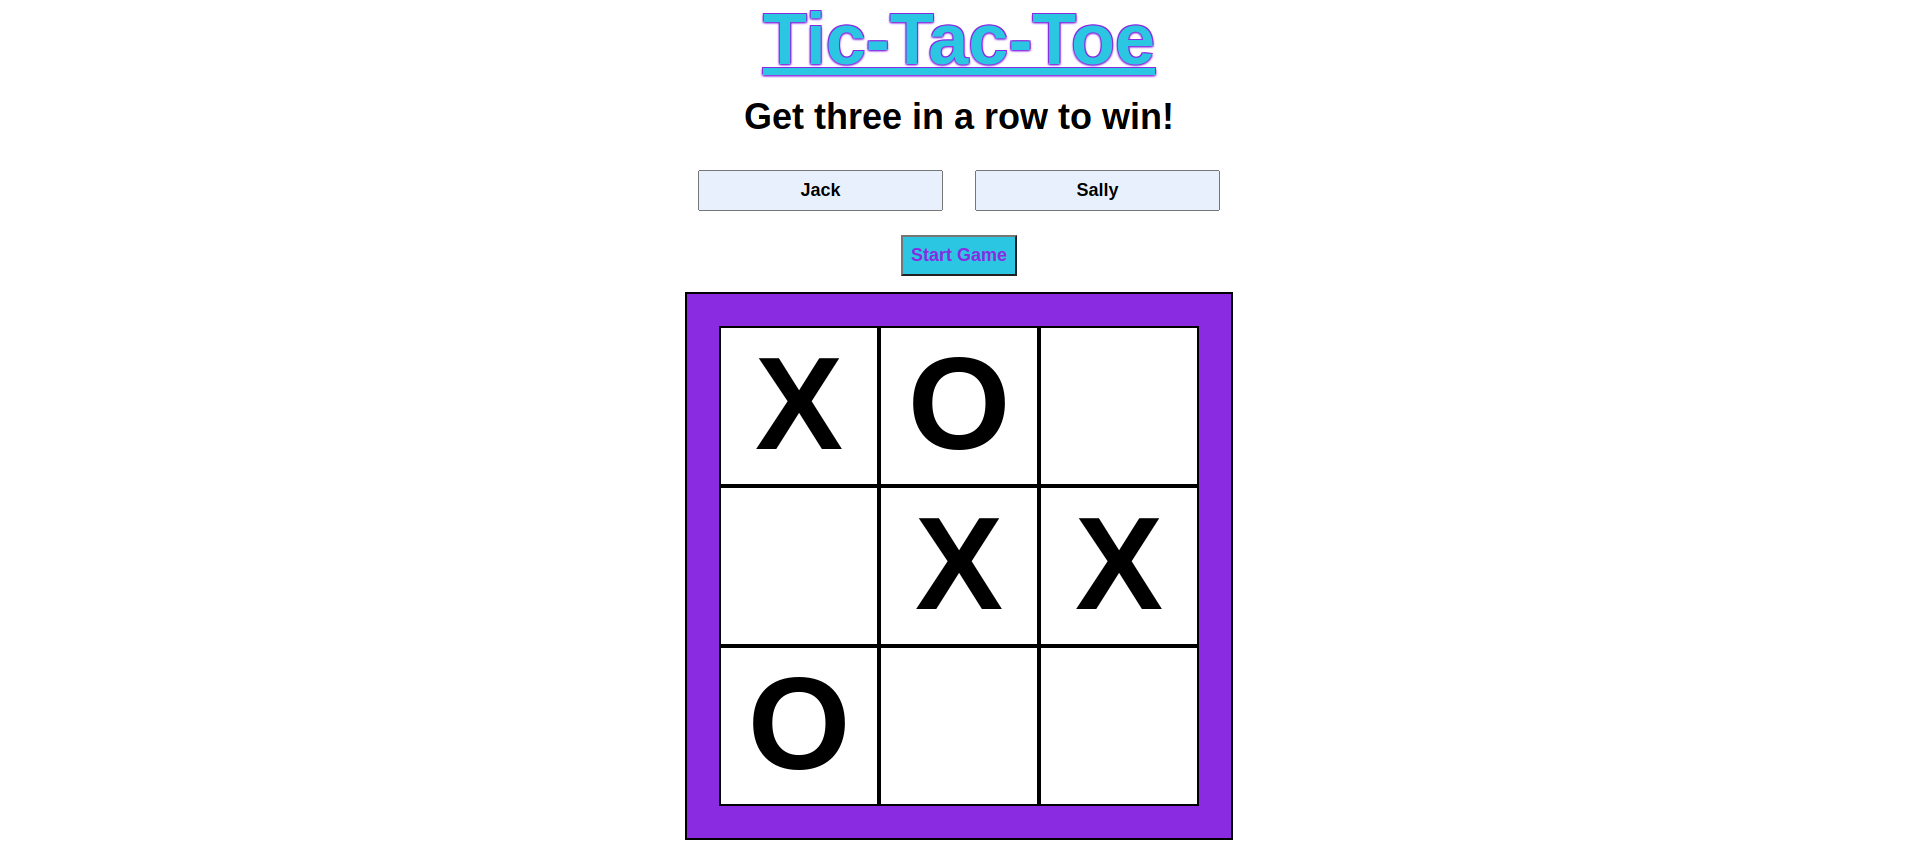 Tic-Tac-Toe
Get three in a row to win!
Jack Sally
Start Game
X O
X X
O